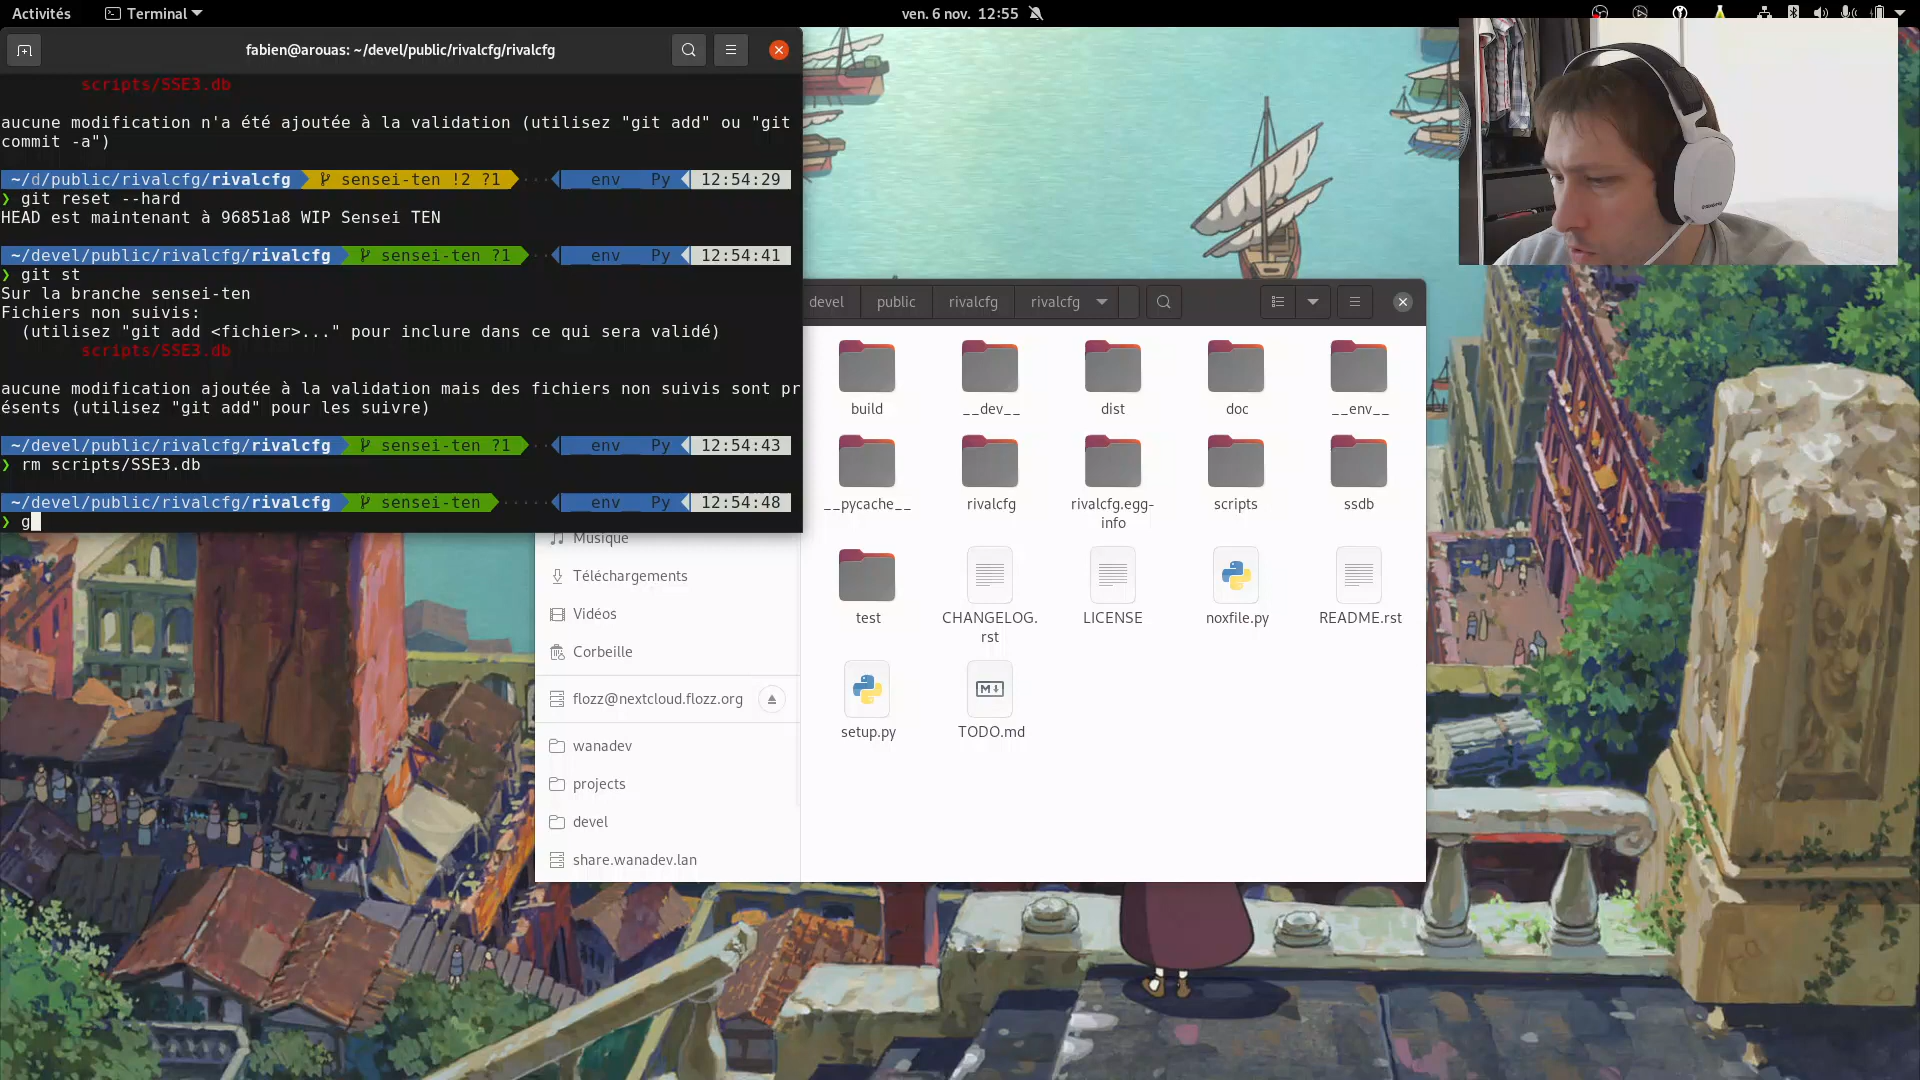 Activités
Terminal
ven. 6 nov. 12:55
fabien@arouas: ~/devel/public/rivalcfg/rivalcfg
scripts/SSE3.db
aucune modification n'a été ajoutée à la validation (utilisez "git add" ou "git
commit -a")
~/d/public/rivalcfg/rivalcfg sensei-ten !2 ?1 env Py 12:54:29
❯ git reset --hard
HEAD est maintenant à 96851a8 WIP Sensei TEN
~/devel/public/rivalcfg/rivalcfg sensei-ten ?1 env Py 12:54:41
❯ git st
Sur la branche sensei-ten
Fichiers non suivis:
(utilisez "git add <fichier>..." pour inclure dans ce qui sera validé)
scripts/SSE3.db
aucune modification ajoutée à la validation mais des fichiers non suivis sont pr
ésents (utilisez "git add" pour les suivre)
~/devel/public/rivalcfg/rivalcfg sensei-ten ?1 env Py 12:54:43
❯ rm scripts/SSE3.db
~/devel/public/rivalcfg/rivalcfg sensei-ten env Py 12:54:48
❯ g
devel public rivalcfg rivalcfg
build __dev__ dist doc __env__
__pycache__ rivalcfg rivalcfg.egg-
info scripts ssdb
test CHANGELOG.
rst LICENSE noxfile.py README.rst
setup.py TODO.md
Musique
Téléchargements
Vidéos
Corbeille
flozz@nextcloud.flozz.org
wanadev
projects
devel
share.wanadev.lan